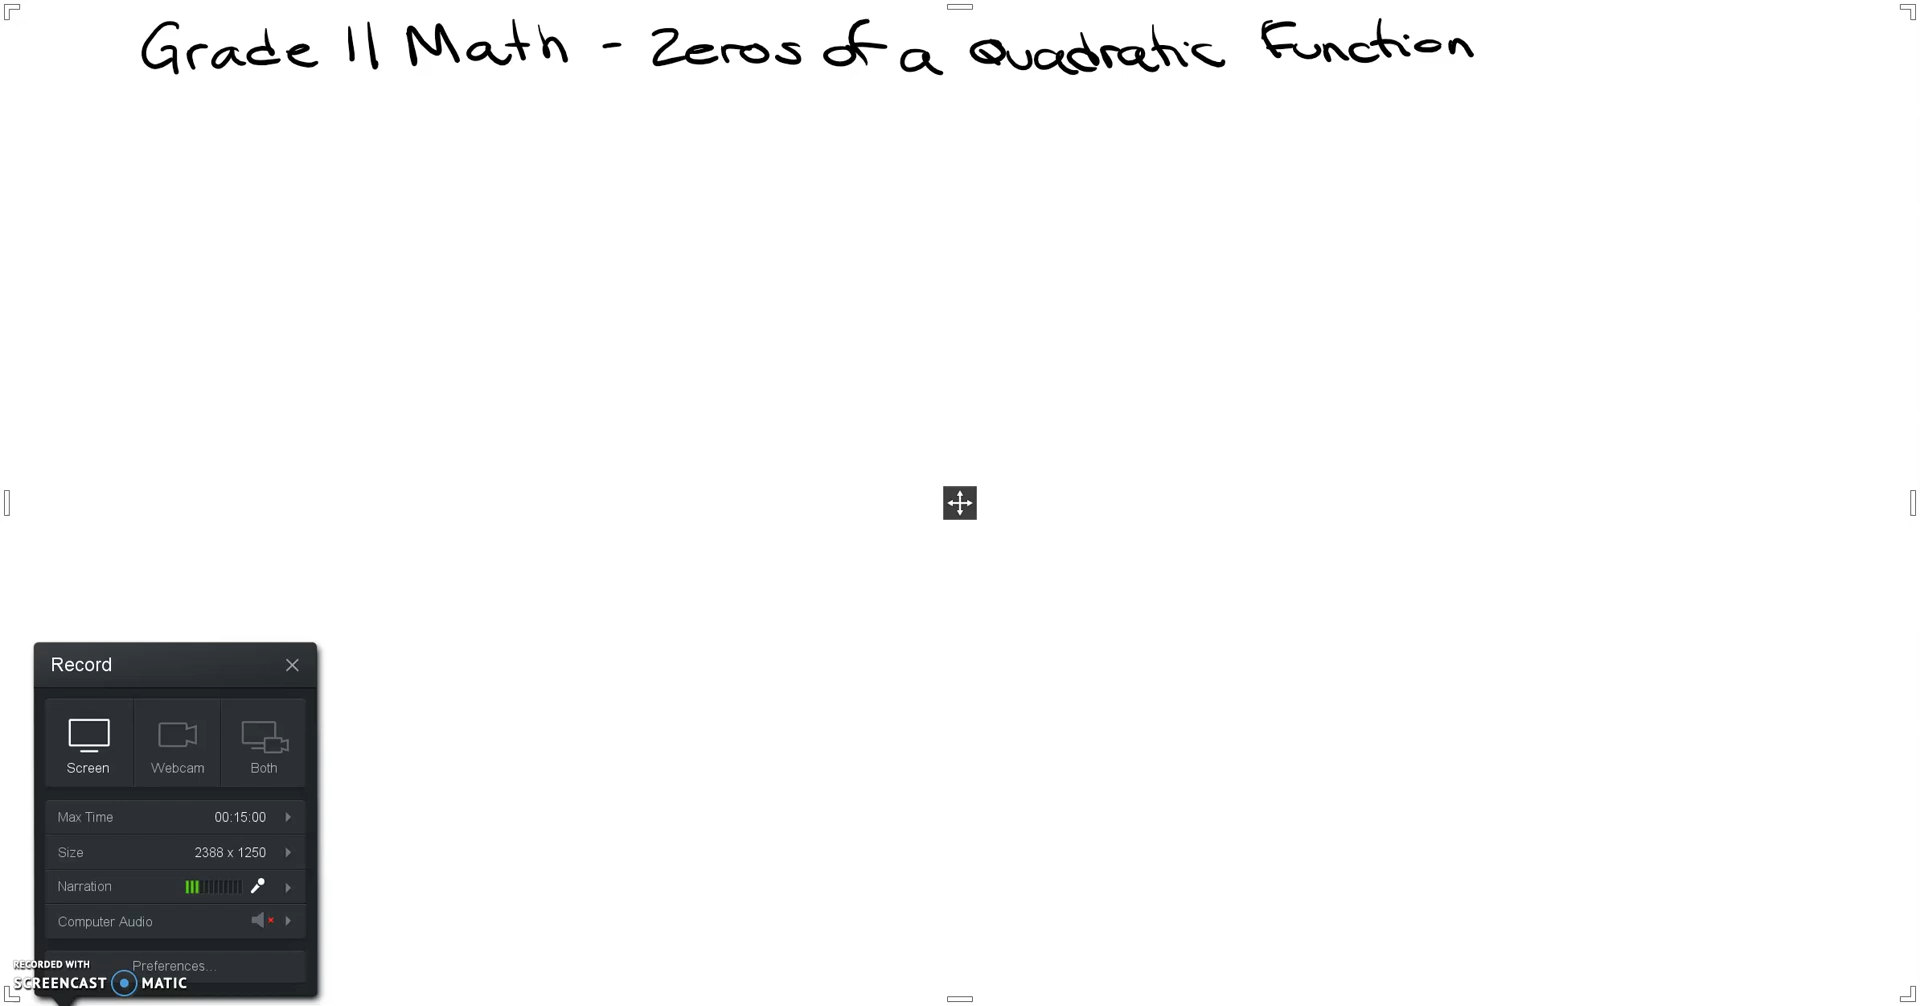 Grade 11 Math - Zeros of a Quadratic Function
Record
Screen
Webcam
Both
Max Time 00:15:00
Size 2388 x 1250
Narration
Computer Audio
Preferences...
RECORDED WITH
SCREENCAST MATIC